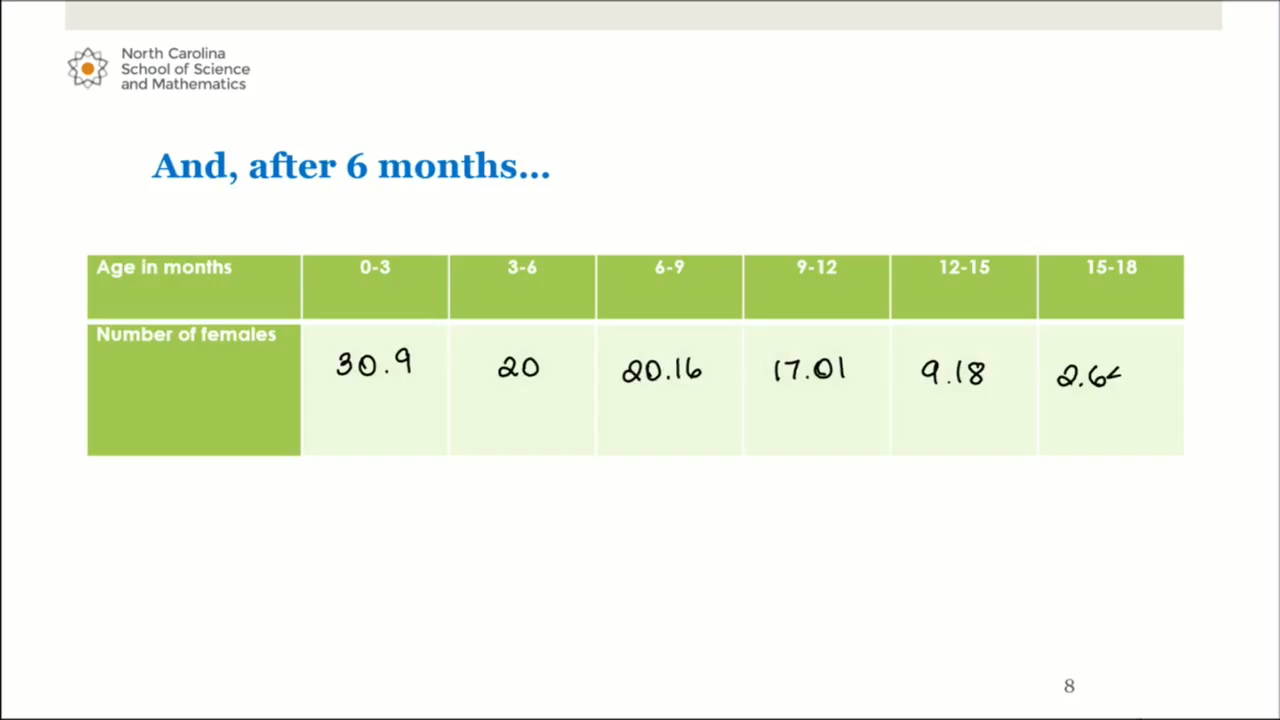 North Carolina
School of Science
and Mathematics
And, after 6 months...
Age in months 0-3 3-6 6-9 9-12 12-15 15-18
Number of females 30.9 20 20.16 17.01 9.18
8